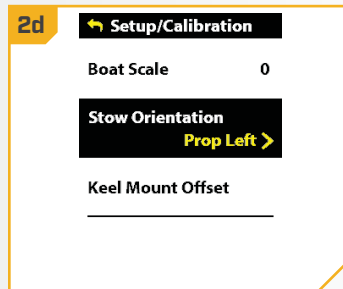 2d
Setup/Calibration
Boat Scale 0
Stow Orientation
Prop Left >
Keel Mount Offset